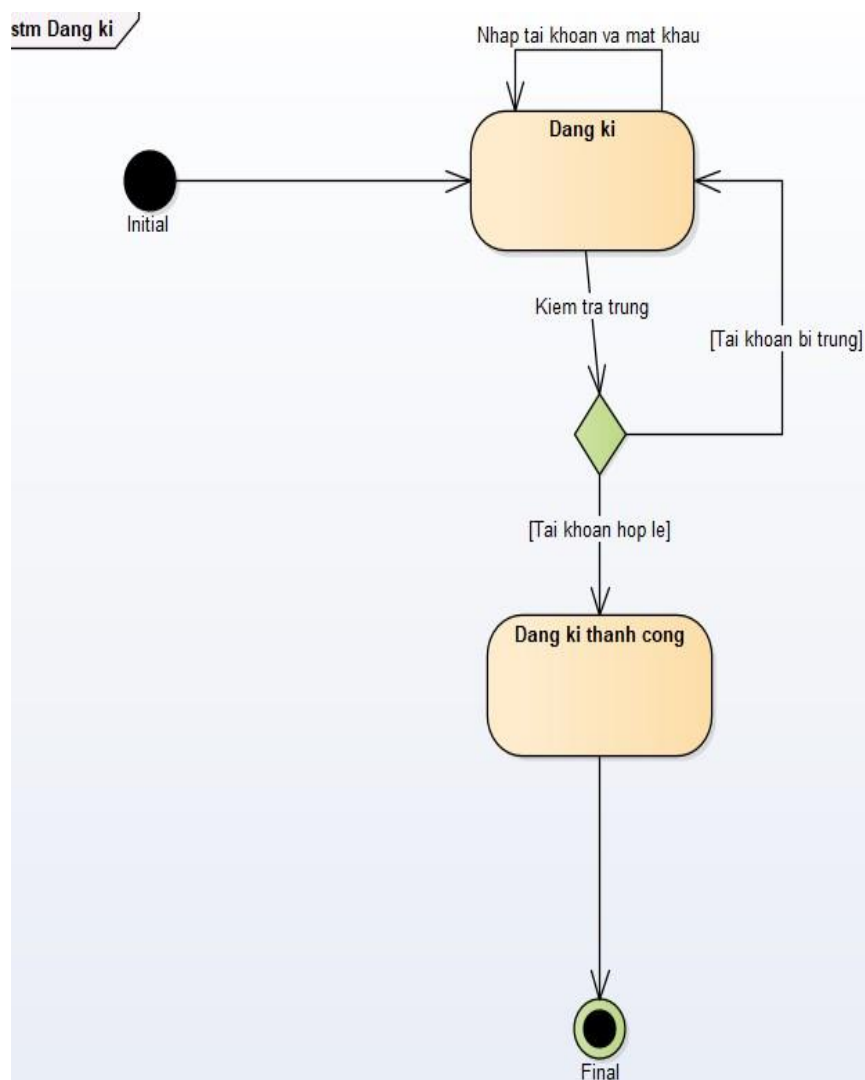 stm Dang ki
Nhap tai khoan va mat khau
Dang ki
Initial
Kiem tra trung
[Tai khoan bi trung]
[Tai khoan hop le]
Dang ki thanh cong
Final